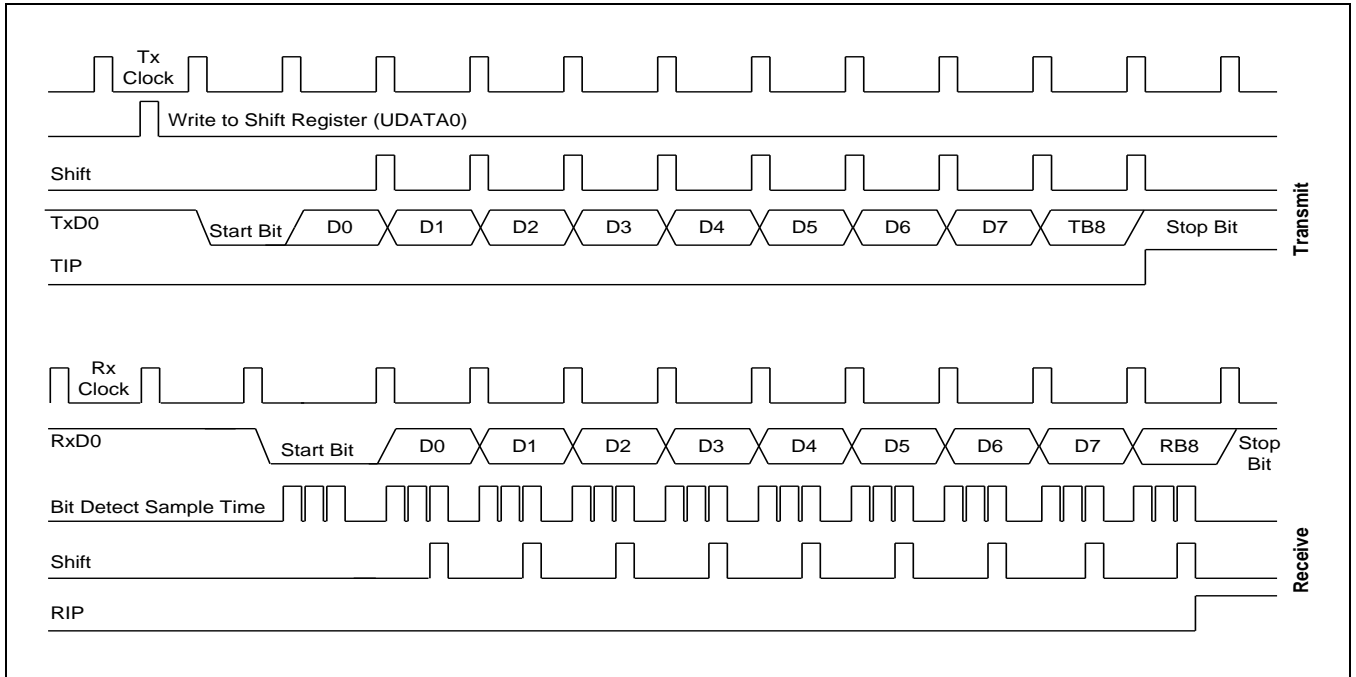 Tx
Clock
Write to Shift Register (UDATA0)
Shift
TxD0
Start Bit D0 D1 D2 D3 D4 D5 D6 D7 TB8 Stop Bit
TIP
Transmit
Rx
Clock
RxD0
Start Bit D0 D1 D2 D3 D4 D5 D6 D7 RB8 Stop
Bit
Bit Detect Sample Time
Shift
RIP
Receive